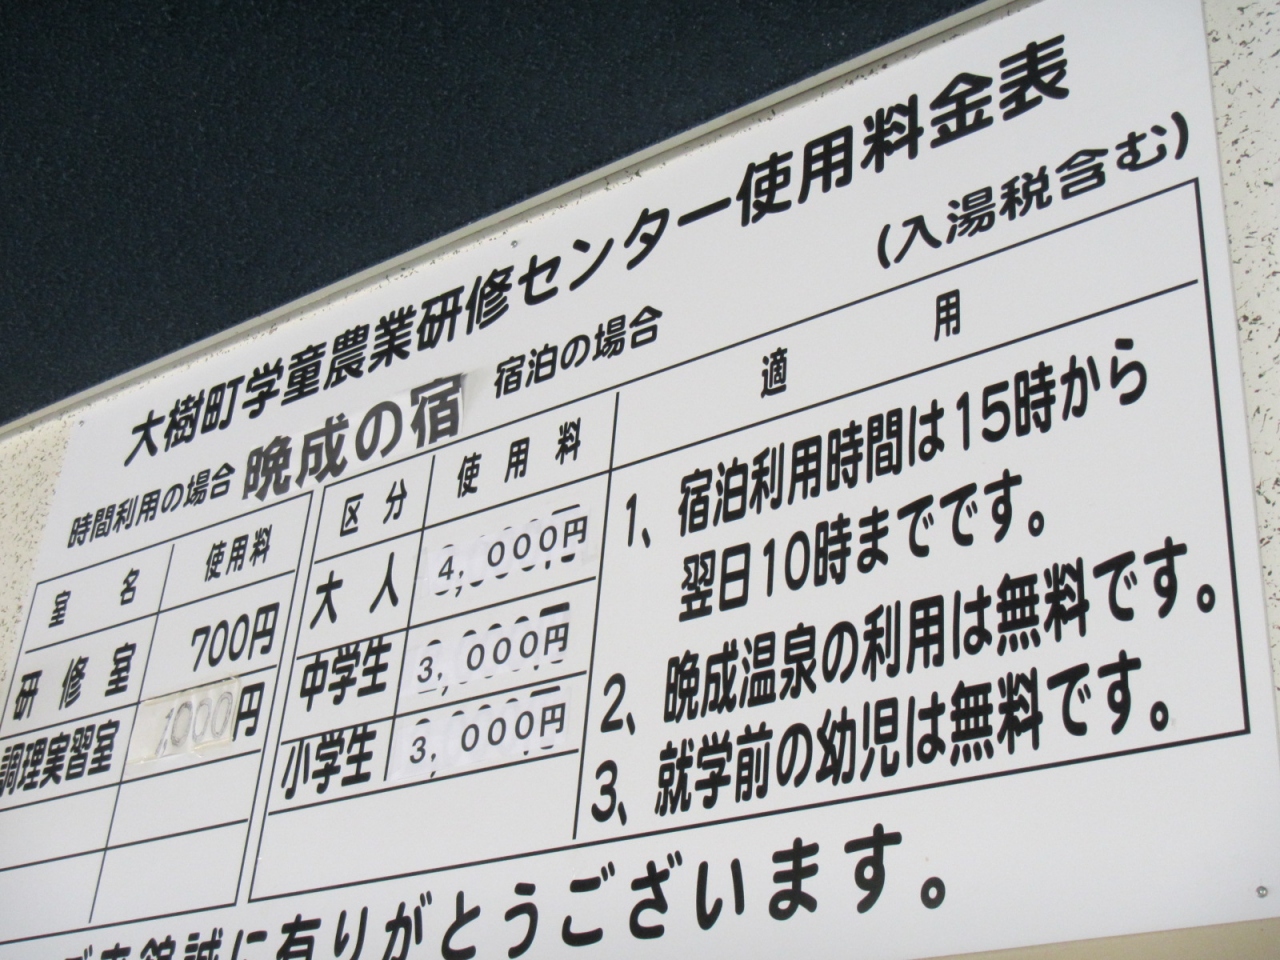 大樹町学童農業研修センター使用料金表
晩成の宿
(入湯税含む)
時間利用の場合
室名 使用料
研修室 700円
調理実習室 1,000円
宿泊の場合
区分 使用料 適用
大人 4,000円
中学生 3,000円
小学生 3,000円
1、宿泊利用時間は15時から
翌日10時までです。
2、晩成温泉の利用は無料です。
3、就学前の幼児は無料です。
ご来館誠に有りがとうございます。